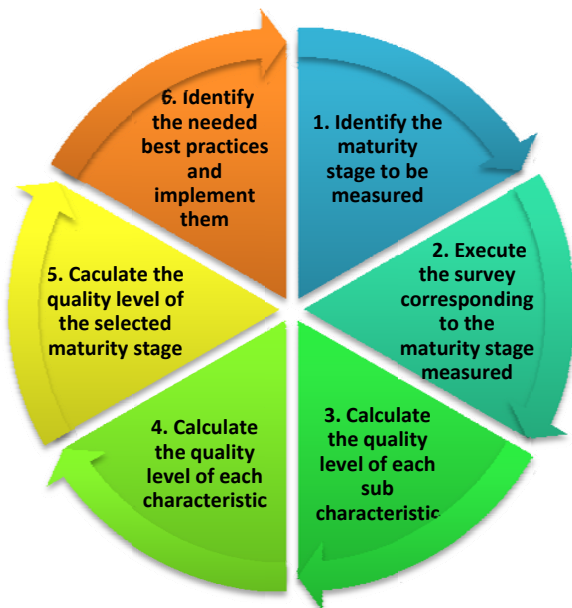 1. Identify the
maturity
stage to be
measured
2. Execute
the survey
corresponding
to the
maturity stage
measured
3. Calculate
the quality
level of each
sub
characteristic
4. Calculate
the quality
level of each
characteristic
5. Caculate the
quality level of
the selected
maturity stage
6. Identify
the needed
best practices
and
implement
them